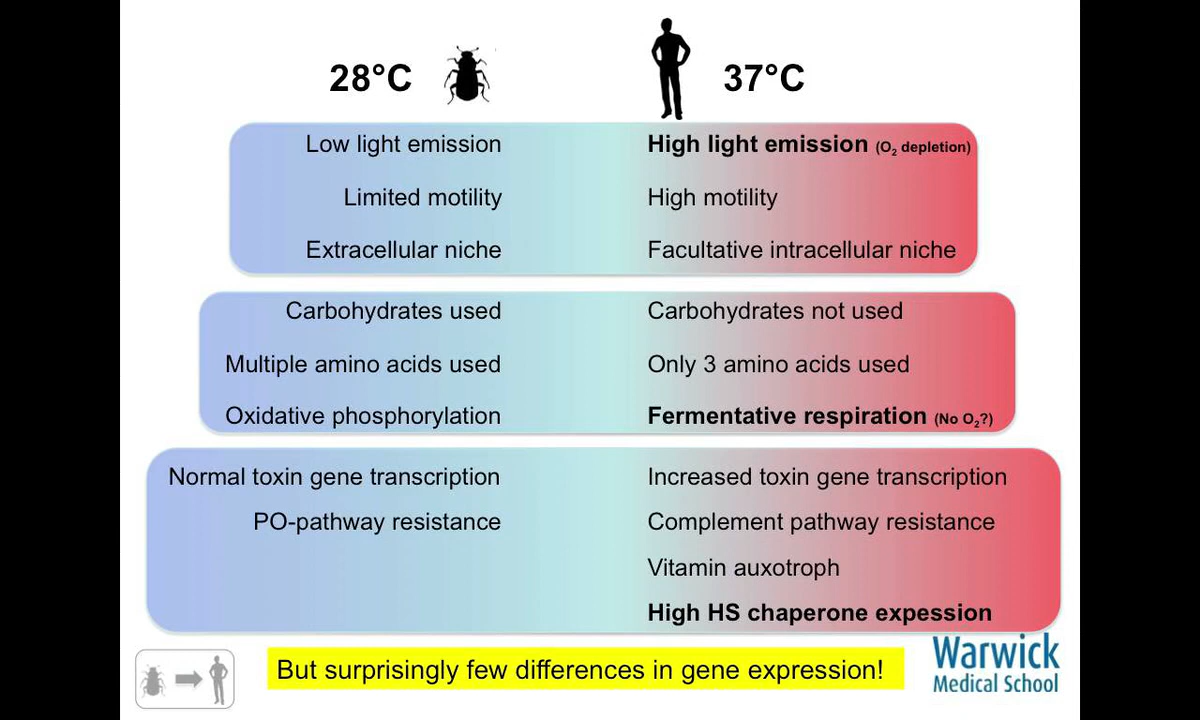 28°C
37°C
Low light emission
High light emission (O2 depletion)
Limited motility
High motility
Extracellular niche
Facultative intracellular niche
Carbohydrates used
Carbohydrates not used
Multiple amino acids used
Only 3 amino acids used
Oxidative phosphorylation
Fermentative respiration (No O2?)
Normal toxin gene transcription
Increased toxin gene transcription
PO-pathway resistance
Complement pathway resistance
Vitamin auxotroph
High HS chaperone expession
But surprisingly few differences in gene expression!
Warwick
Medical School